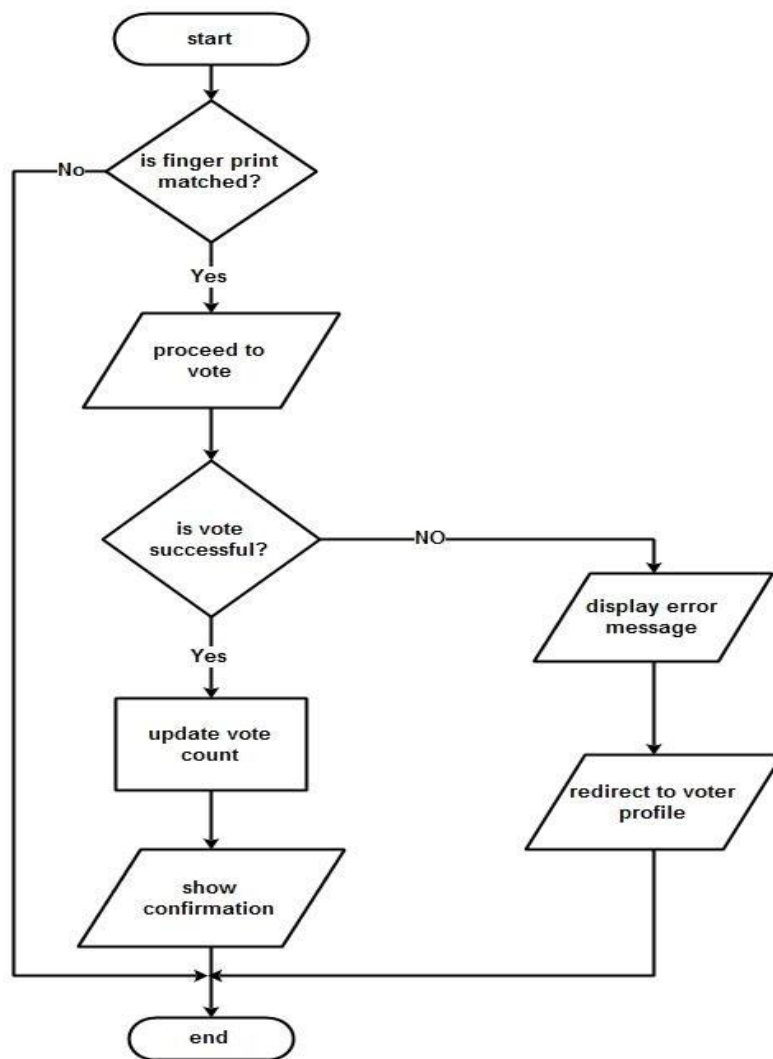 start
is finger print
matched?
No
Yes
proceed to
vote
is vote
successful?
NO
display error
message
Yes
update vote
count
redirect to voter
profile
show
confirmation
end